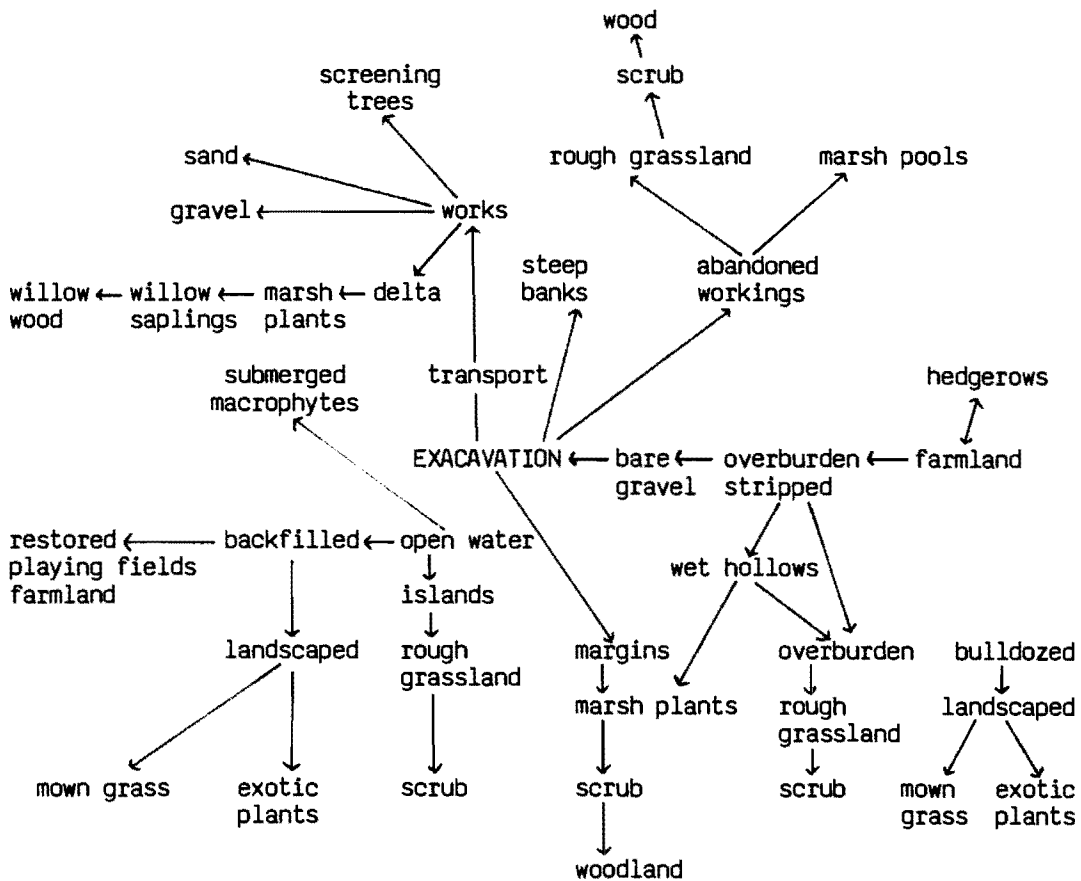 wood
screening
trees
scrub
sand
rough grassland
marsh pools
gravel
works
steep
banks
abandoned
workings
willow
wood
willow
saplings
marsh
plants
delta
submerged
macrophytes
transport
hedgerows
EXACAVATION
bare
gravel
overburden
stripped
farmland
restored
playing fields
farmland
backfilled
open water
wet hollows
islands
landscaped
rough
grassland
margins
overburden
bulldozed
marsh plants
rough
grassland
landscaped
mown grass
exotic
plants
scrub
scrub
scrub
mown
grass
exotic
plants
woodland